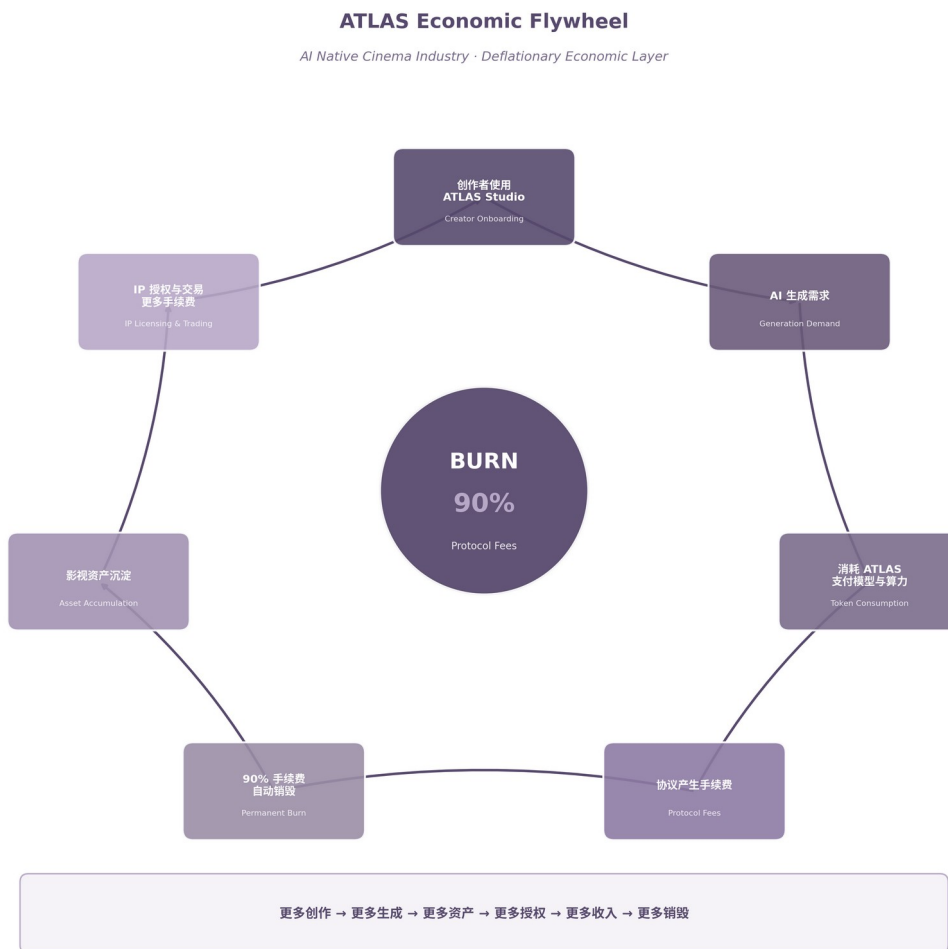 ATLAS Economic Flywheel
AI Native Cinema Industry · Deflationary Economic Layer
创作者使用
ATLAS Studio
Creator Onboarding
IP 授权与交易
更多手续费
IP Licensing & Trading
AI 生成需求
Generation Demand
BURN
90%
Protocol Fees
影视资产沉淀
Asset Accumulation
消耗 ATLAS
支付模型与算力
Token Consumption
90% 手续费
自动销毁
Permanent Burn
协议产生手续费
Protocol Fees
更多创作 → 更多生成 → 更多资产 → 更多授权 → 更多收入 → 更多销毁